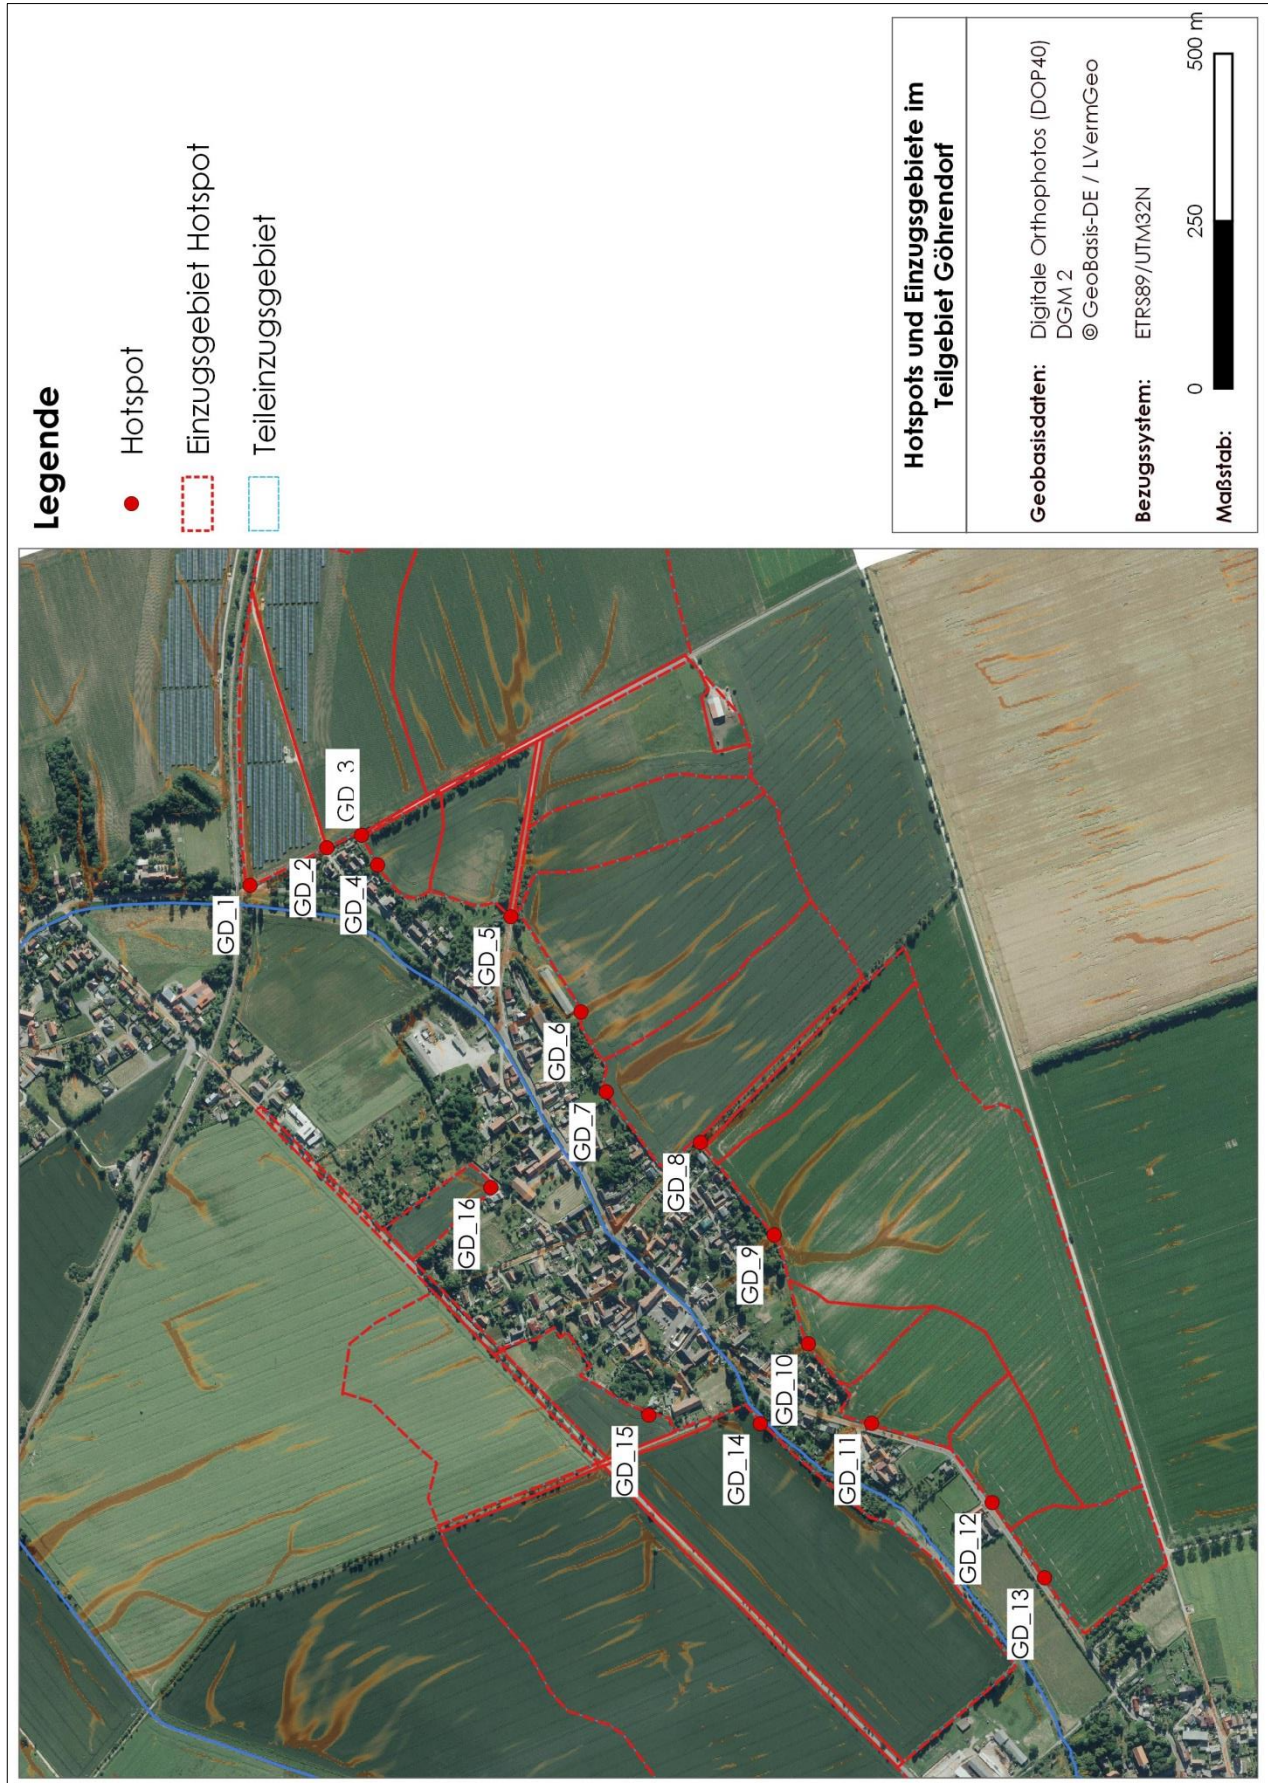 Legende
Hotspot
Einzugsgebiet Hotspot
Teileinzugsgebiet
Hotspots und Einzugsgebiete im
Teilgebiet Göhrendorf
Geobasisdaten: Digitale Orthophotos (DOP40)
DGM 2
© GeoBasis-DE / LVermGeo
Bezugssystem: ETRS89/UTM32N
Maßstab: 0 250 500 m
GD_1
GD_2
GD_3
GD_4
GD_5
GD_6
GD_7
GD_8
GD_9
GD_10
GD_11
GD_12
GD_13
GD_14
GD_15
GD_16